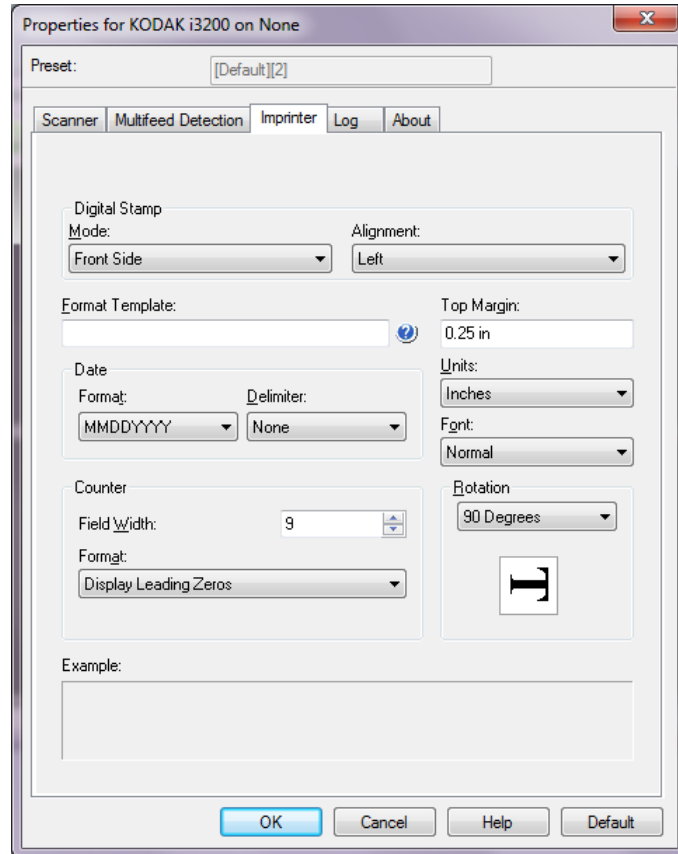 Properties for KODAK i3200 on None
Preset: [Default][2]
Scanner Multifeed Detection Imprinter Log About
Digital Stamp
Mode: Alignment:
Front Side Left
Format Template: Top Margin:
0.25 in
Date Units:
Format: Delimiter: Inches
MMDDYYYY None Font:
Normal
Counter Rotation
Field Width: 9 90 Degrees
Format:
Display Leading Zeros
T
Example:
OK Cancel Help Default